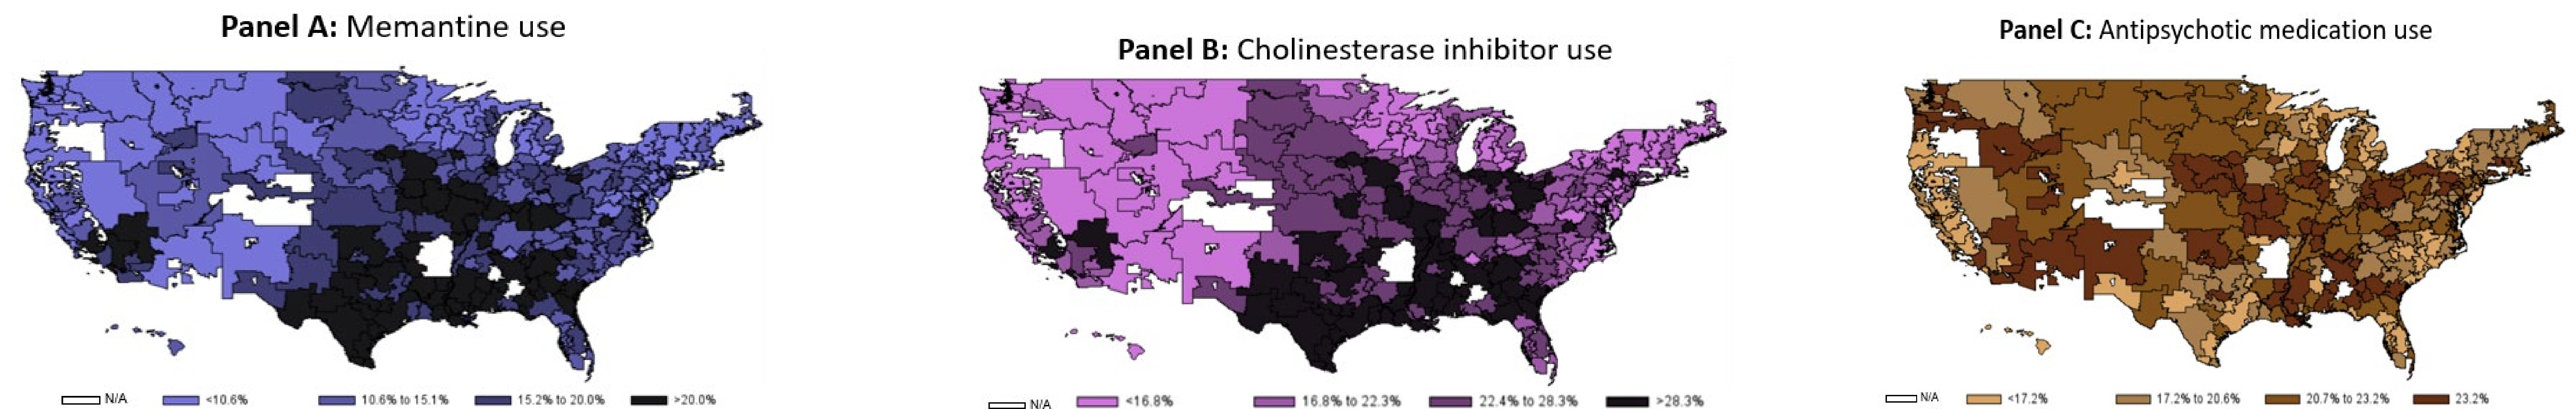 Panel A: Memantine use
N/A <10.6% 10.6% to 15.1% 15.2% to 20.0% >20.0%
Panel B: Cholinesterase inhibitor use
N/A <16.8% 16.8% to 22.3% 22.4% to 28.3% >28.3%
Panel C: Antipsychotic medication use
N/A <17.2% 17.2% to 20.6% 20.7% to 23.2% 23.2%